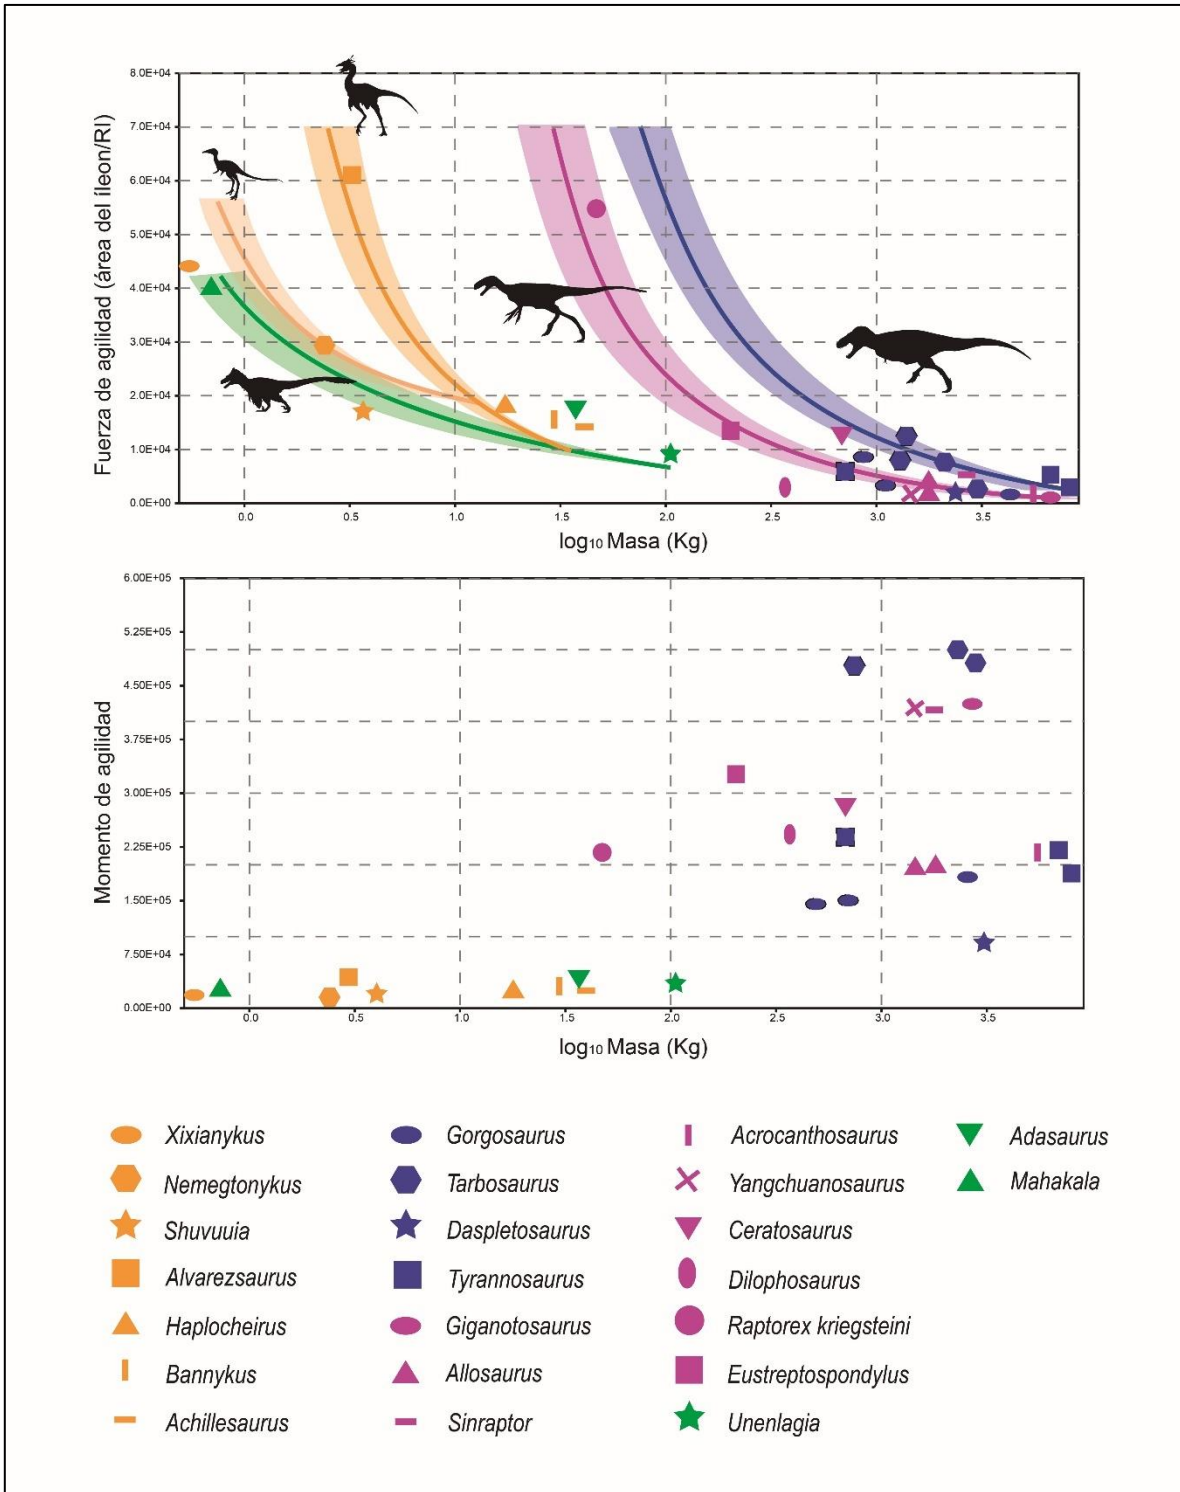 Fuerza de agilidad (área del íleon/RI)
8.0E+04
7.0E+04
6.0E+04
5.0E+04
4.0E+04
3.0E+04
2.0E+04
1.0E+04
0.0E+00
0.0 0.5 1.0 1.5 2.0 2.5 3.0 3.5
log₁₀ Masa (Kg)
Momento de agilidad
6.00E+05
5.25E+05
4.50E+05
3.75E+05
3.00E+05
2.25E+05
1.50E+05
7.50E+04
0.00E+00
0.0 0.5 1.0 1.5 2.0 2.5 3.0 3.5
log₁₀ Masa (Kg)
Xixianykus Gorgosaurus Acrocanthosaurus Adasaurus
Nemegtonykus Tarbosaurus Yangchuanosaurus Mahakala
Shuvuuia Daspletosaurus Ceratosaurus
Alvarezsaurus Tyrannosaurus Dilophosaurus
Haplocheirus Giganotosaurus Raptorex kriegsteini
Bannykus Allosaurus Eustreptospondylus
Achillesaurus Sinraptor Unenlagia